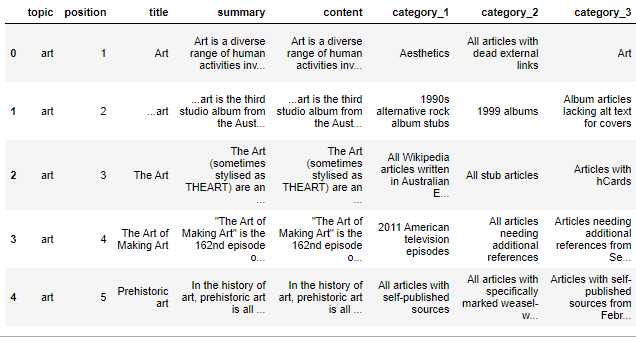 topic position title summary content category_1 category_2 category_3
0 art 1 Art Art is a diverse range of human activities inv... Art is a diverse range of human activities inv... Aesthetics All articles with dead external links Art
1 art 2 ...art ...art is the third studio album from the Aust... ...art is the third studio album from the Aust... 1990s alternative rock album stubs 1999 albums Album articles lacking alt text for covers
2 art 3 The Art The Art (sometimes stylised as THEART) are an ... The Art (sometimes stylised as THEART) are an ... All Wikipedia articles written in Australian E... All stub articles Articles with hCards
3 art 4 The Art of Making Art "The Art of Making Art" is the 162nd episode o... "The Art of Making Art" is the 162nd episode o... 2011 American television episodes All articles needing additional references Articles needing additional references from Se...
4 art 5 Prehistoric art In the history of art, prehistoric art is all ... In the history of art, prehistoric art is all ... All articles with self-published sources All articles with specifically marked weasel-w... Articles with self-published sources from Febr...